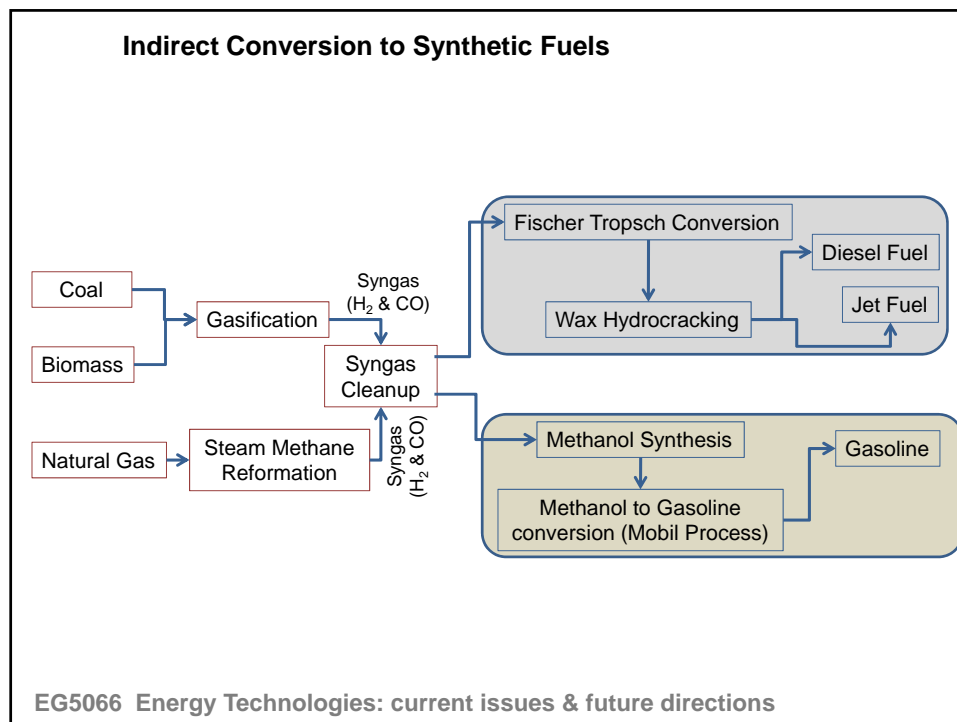 Indirect Conversion to Synthetic Fuels
Fischer Tropsch Conversion
Diesel Fuel
Jet Fuel
Wax Hydrocracking
Coal
Biomass
Gasification
Syngas
(H₂ & CO)
Syngas
Cleanup
Natural Gas
Steam Methane
Reformation
Syngas
(H₂ & CO)
Methanol Synthesis
Gasoline
Methanol to Gasoline
conversion (Mobil Process)
EG5066 Energy Technologies: current issues & future directions